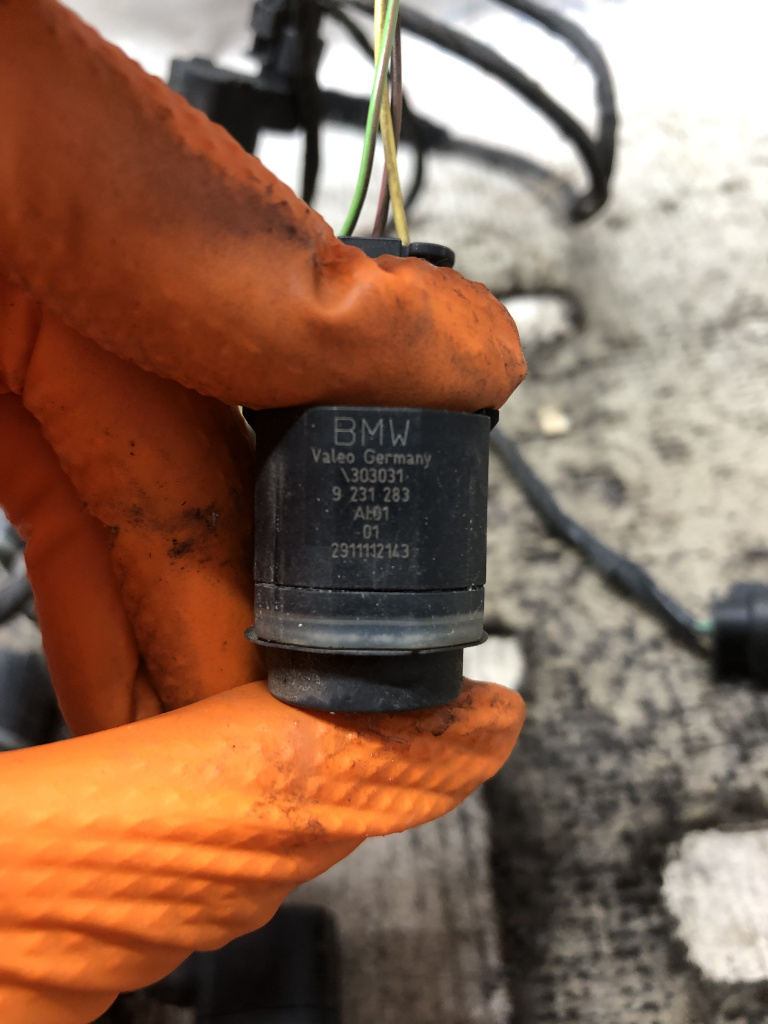 BMW
Valeo Germany
\303031
9 231 283
AH01
01
2911112143